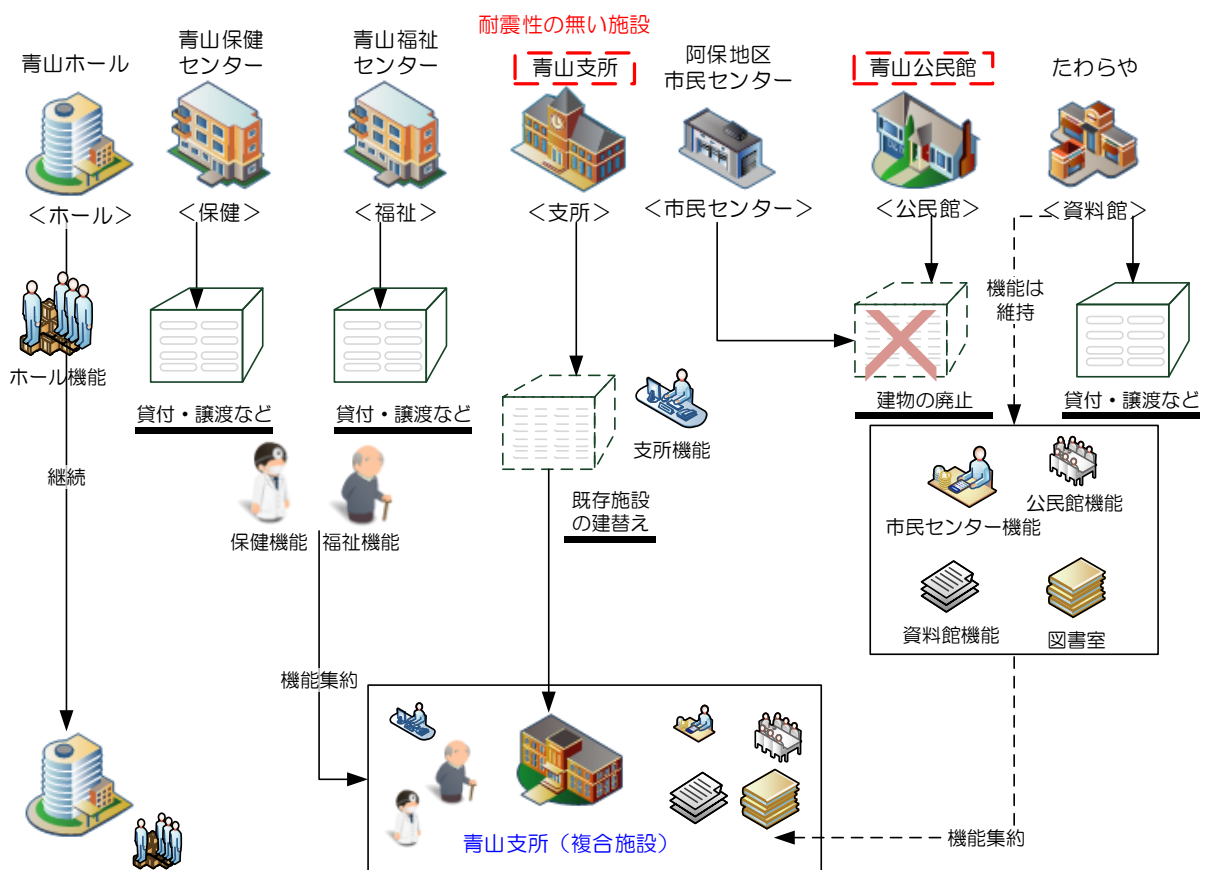 耐震性の無い施設
青山ホール
青山保健
センター
青山福祉
センター
青山支所
阿保地区
市民センター
青山公民館
たわらや
＜ホール＞
＜保健＞
＜福祉＞
＜支所＞
＜市民センター＞
＜公民館＞
＜資料館＞
機能は
維持
ホール機能
貸付・譲渡など
貸付・譲渡など
支所機能
建物の廃止
貸付・譲渡など
継続
既存施設
の建替え
保健機能
福祉機能
市民センター機能
公民館機能
資料館機能
図書室
機能集約
青山支所（複合施設）
機能集約